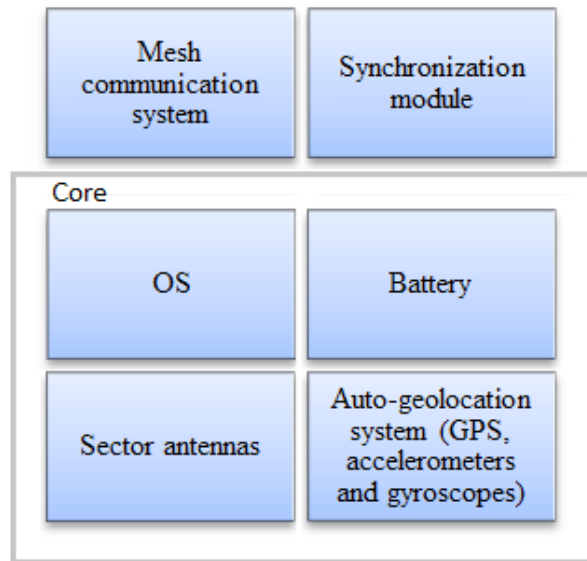 Mesh
communication
system
Synchronization
module
Core
OS
Battery
Sector antennas
Auto-geolocation
system (GPS,
accelerometers
and gyroscopes)